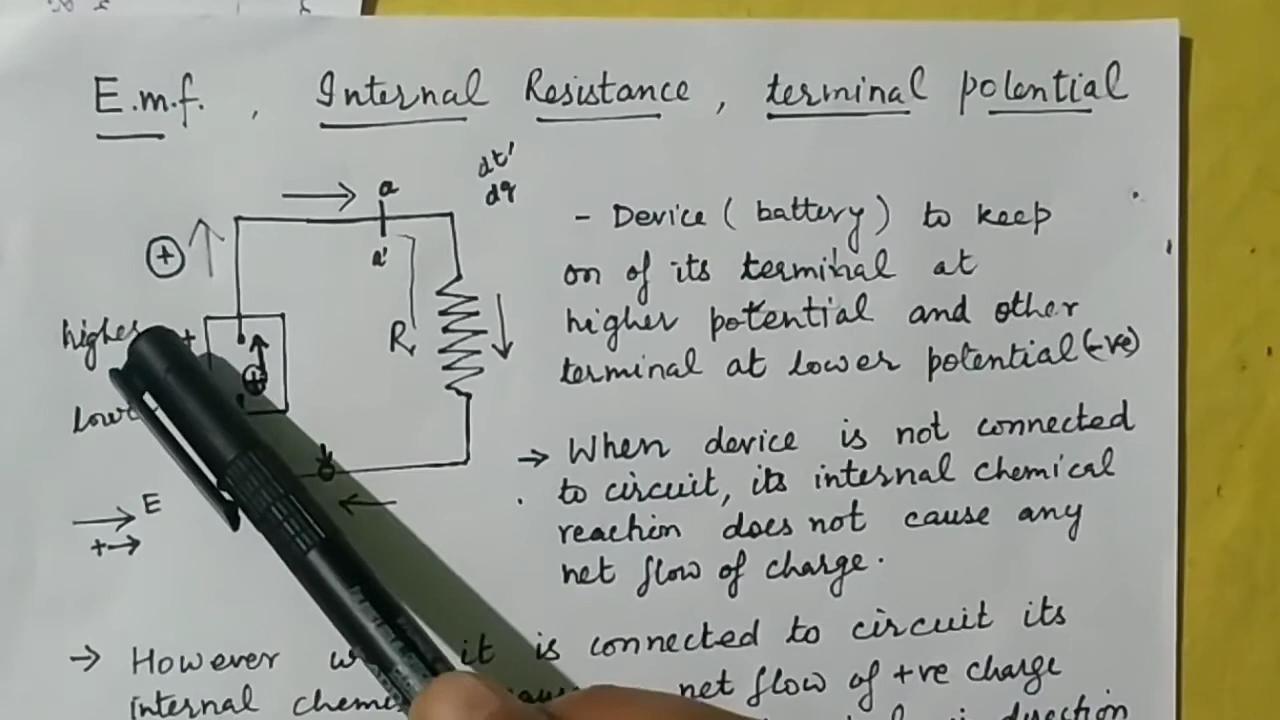 E.m.f. , Internal Resistance , terminal potential
dt'
dq
a
a'
+
R
+
+
E
+→
- Device ( battery ) to keep
on of its terminal at
higher potential and other
terminal at lower potential (-ve)
→ When device is not connected
to circuit, its internal chemical
reaction does not cause any
net flow of charge.
→ However it is connected to circuit its
internal net flow of +ve charge
direction